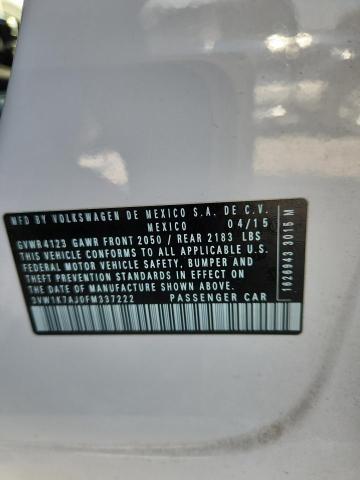 MFD BY VOLKSWAGEN DE MEXICO S.A. DE C.V.
MEXICO 04/15
GVWR4123 GAWR FRONT 2050 / REAR 2183 LBS
THIS VEHICLE CONFORMS TO ALL APPLICABLE U.S.
FEDERAL MOTOR VEHICLE SAFETY, BUMPER AND
THEFT PREVENTION STANDARDS IN EFFECT ON THE
DATE OF MANUFACTURE SHOWN ABOVE.
3VW1K7AJ0FM337222 PASSENGER CAR
1626943 3015 M